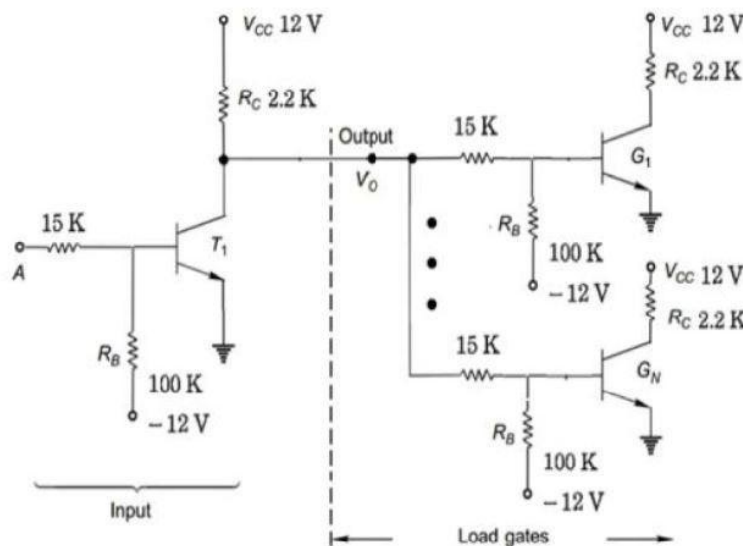 V_CC 12 V
R_C 2.2 K
Output
V_O
15 K
A
T_1
R_B
100 K
-12 V
Input
V_CC 12 V
R_C 2.2 K
15 K
G_1
R_B
100 K
-12 V
V_CC 12 V
R_C 2.2 K
15 K
G_N
R_B
100 K
-12 V
Load gates